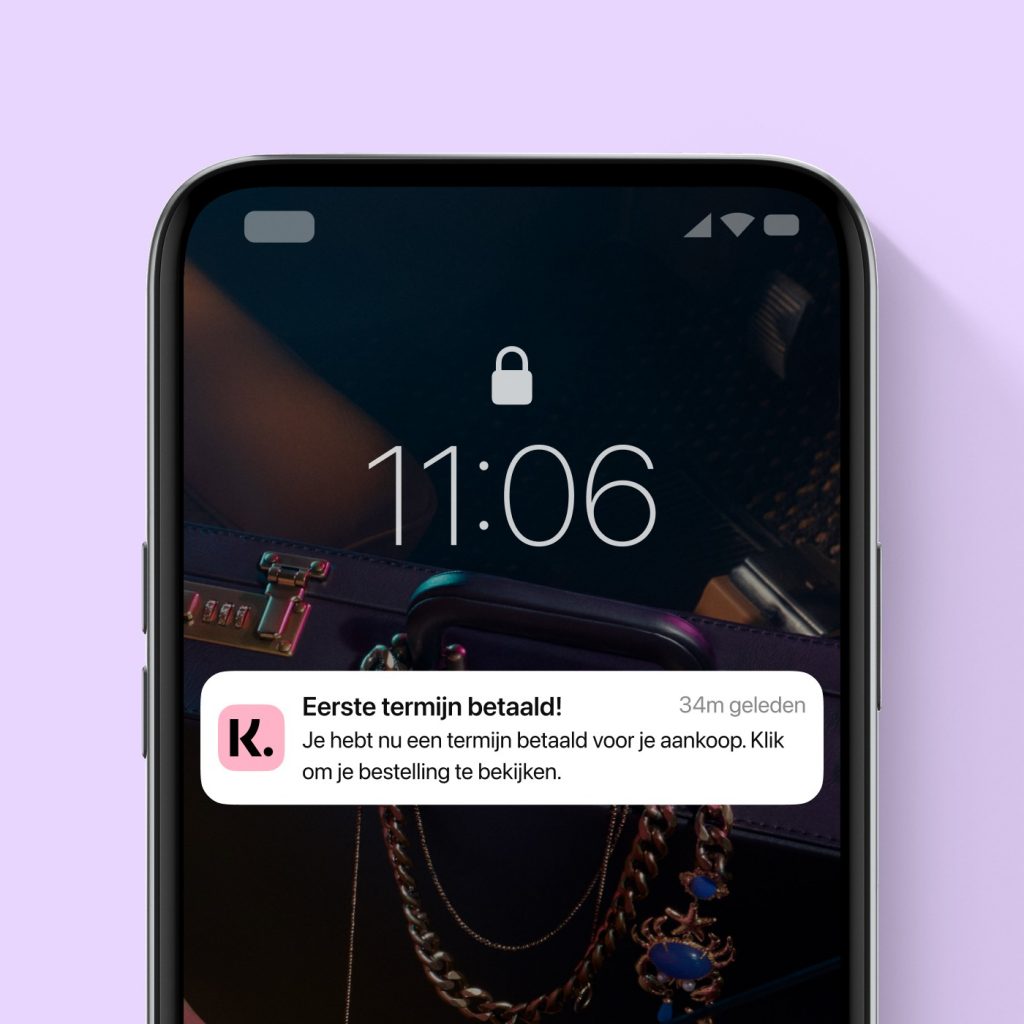 11:06
Eerste termijn betaald!
34m geleden
K.
Je hebt nu een termijn betaald voor je aankoop. Klik
om je bestelling te bekijken.